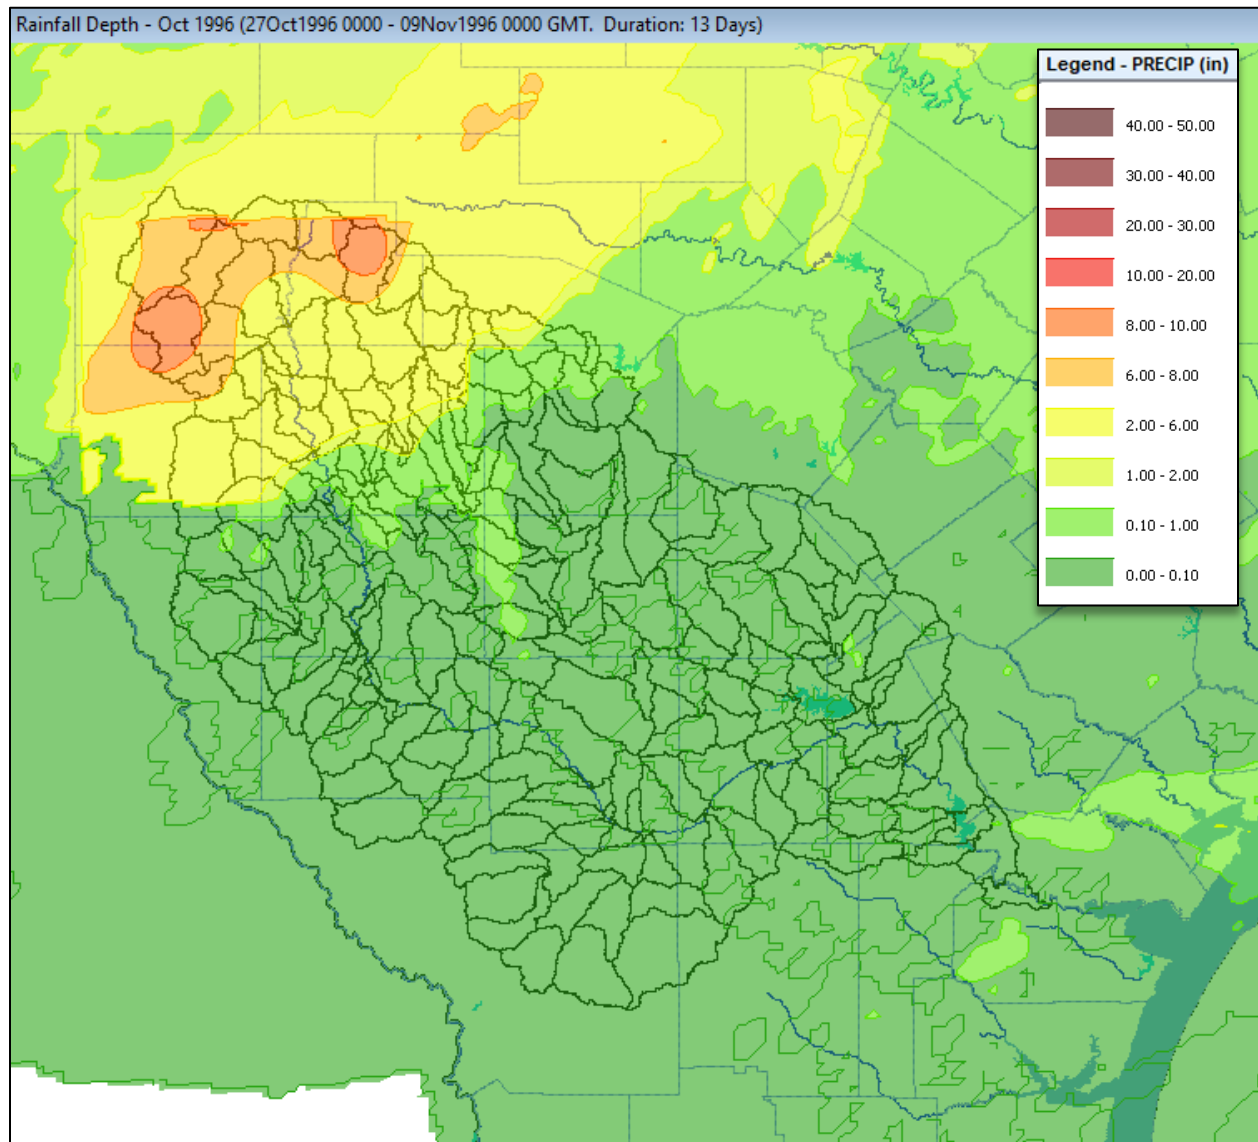 Rainfall Depth - Oct 1996 (27Oct1996 0000 - 09Nov1996 0000 GMT.  Duration: 13 Days)
Legend - PRECIP (in)
40.00 - 50.00
30.00 - 40.00
20.00 - 30.00
10.00 - 20.00
8.00 - 10.00
6.00 - 8.00
2.00 - 6.00
1.00 - 2.00
0.10 - 1.00
0.00 - 0.10